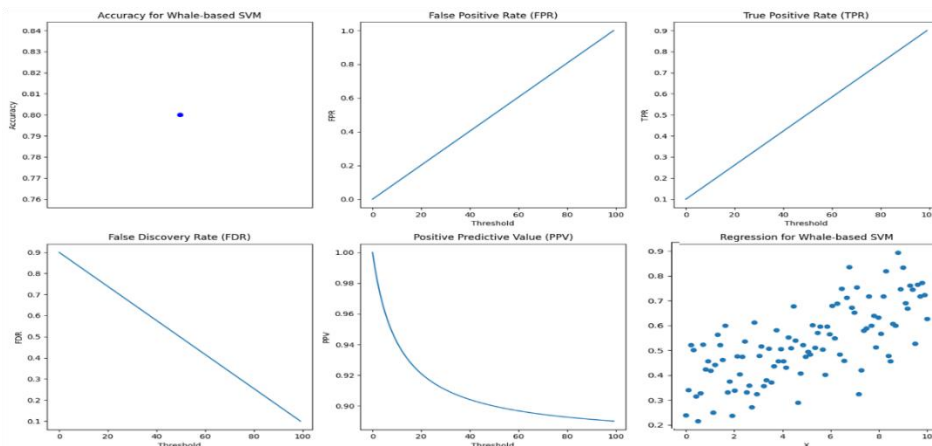 Accuracy for Whale-based SVM
0.84
0.83
0.82
0.81
0.80
0.79
0.78
0.77
0.76
Accuracy
False Positive Rate (FPR)
1.0
0.8
0.6
0.4
0.2
0.0
FPR
0 20 40 60 80 100
Threshold
True Positive Rate (TPR)
0.9
0.8
0.7
0.6
0.5
0.4
0.3
0.2
0.1
TPR
0 20 40 60 80 100
Threshold
False Discovery Rate (FDR)
0.9
0.8
0.7
0.6
0.5
0.4
0.3
0.2
0.1
FDR
0 20 40 60 80 100
Threshold
Positive Predictive Value (PPV)
1.00
0.98
0.96
0.94
0.92
0.90
PPV
0 20 40 60 80 100
Threshold
Regression for Whale-based SVM
0.9
0.8
0.7
0.6
0.5
0.4
0.3
0.2
0 2 4 6 8 10